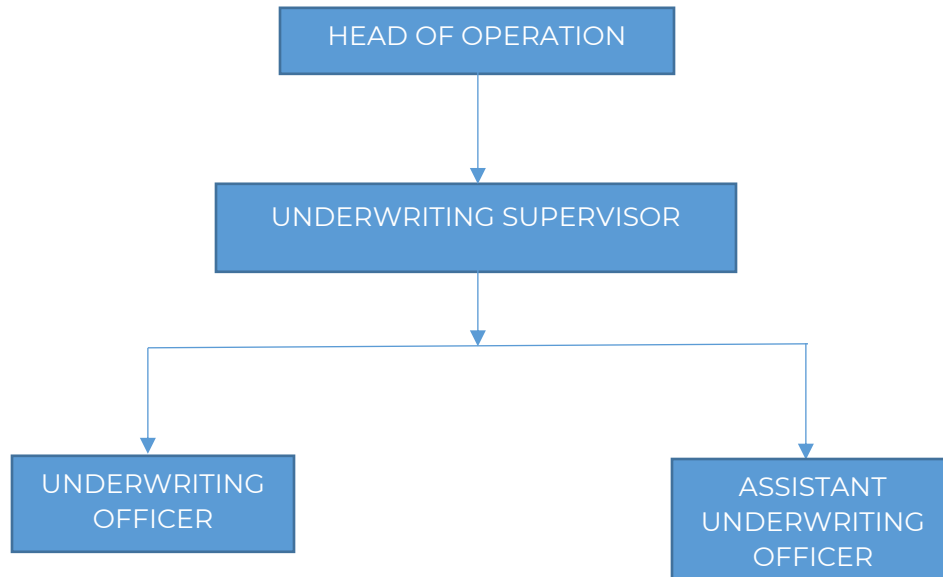 HEAD OF OPERATION
UNDERWRITING SUPERVISOR
UNDERWRITING
OFFICER
ASSISTANT
UNDERWRITING
OFFICER